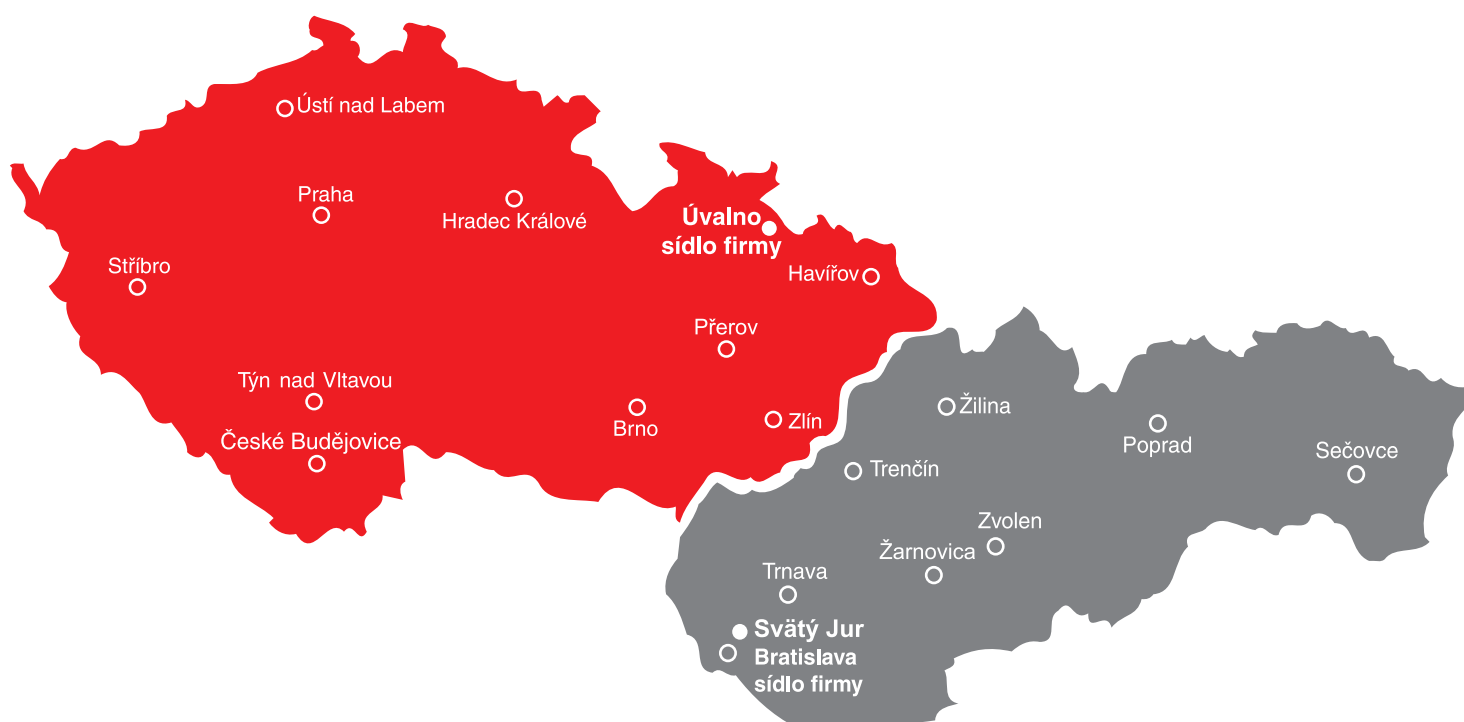 Ústí nad Labem
Praha
Hradec Králové
Úvalno
sídlo firmy
Stříbro
Havířov
Přerov
Týn nad Vltavou
Brno
Zlín
České Budějovice
Žilina
Poprad
Sečovce
Trenčín
Zvolen
Žarnovica
Trnava
Svätý Jur
Bratislava
sídlo firmy